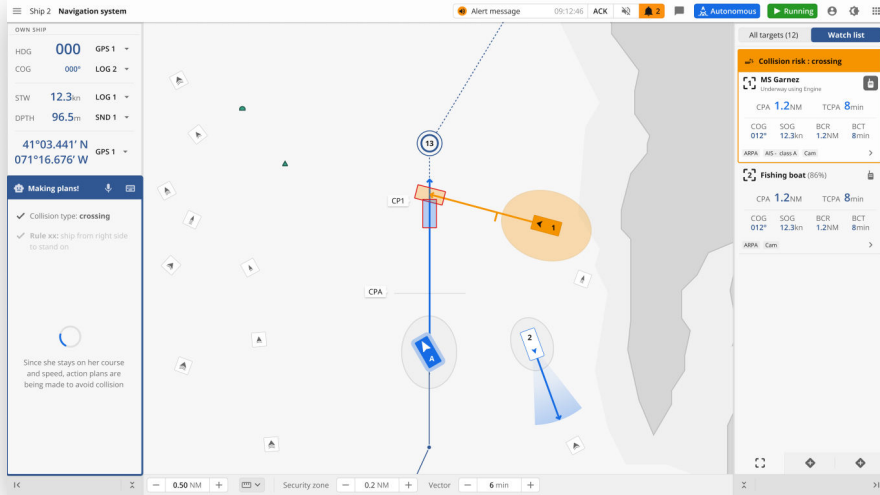 Ship 2 Navigation system
Alert message 09:12:46 ACK 2 Autonomous Running
OWN SHIP
HDG 000 GPS 1
COG 000° LOG 2
STW 12.3kn LOG 1
DPTH 96.5m SND 1
41°03.441' N
071°16.676' W
GPS 1
Making plans!
Collision type: crossing
Rule xx: ship from right side
to stand on
Since she stays on her course
and speed, action plans are
being made to avoid collision
13
CP1
1
CPA
A
2
All targets (12) Watch list
Collision risk : crossing
1 MS Garnez
Underway using Engine
CPA 1.2NM TCPA 8min
COG SOG BCR BCT
012° 12.3kn 1.2NM 8min
ARPA AIS - class A Cam
2 Fishing boat (86%)
CPA 1.2NM TCPA 8min
COG SOG BCR BCT
012° 12.3kn 1.2NM 8min
ARPA Cam
0.50 NM Security zone 0.2 NM Vector 6 min